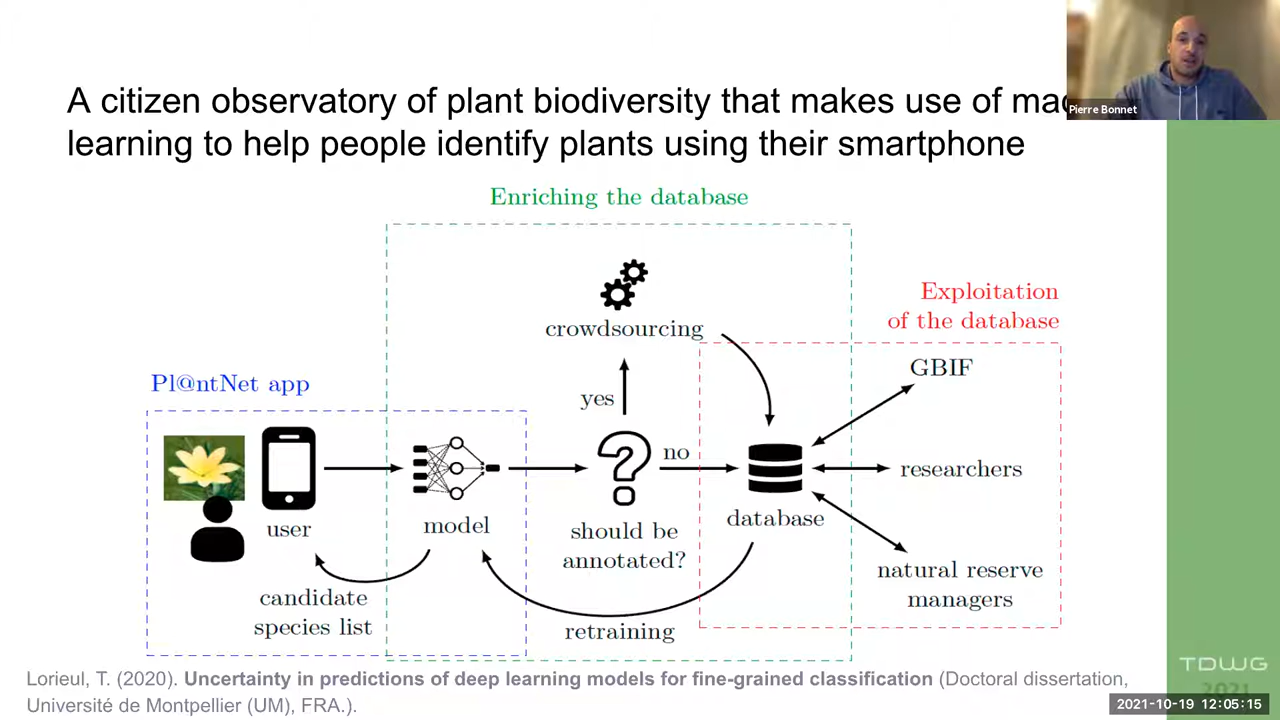 Pierre Bonnet
A citizen observatory of plant biodiversity that makes use of
learning to help people identify plants using their smartphone
Enriching the database
crowdsourcing
Exploitation
of the database
GBIF
Pl@ntNet app
yes
no
researchers
user
model
should be
annotated?
database
candidate
species list
retraining
natural reserve
managers
Lorieul, T. (2020). Uncertainty in predictions of deep learning models for fine-grained classification (Doctoral dissertation,
Université de Montpellier (UM), FRA.).
TDWG
2021
2021-10-19 12:05:15